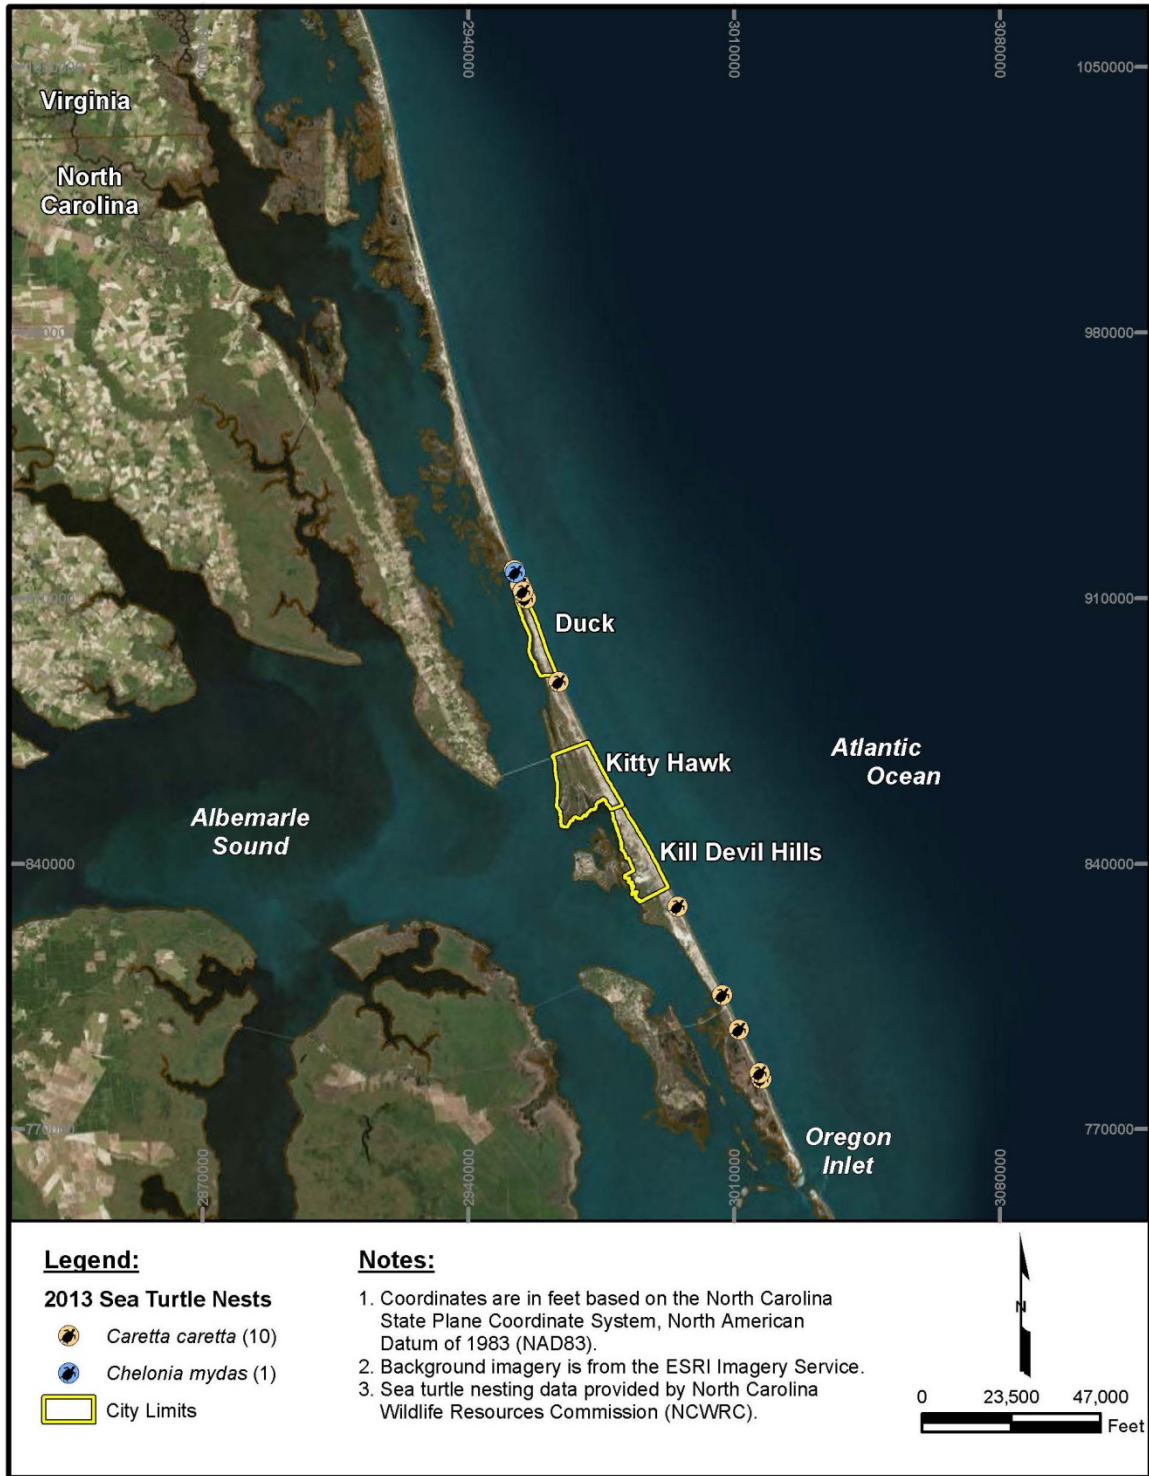 2940000
3010000
3080000
1050000
Virginia
North
Carolina
980000
910000
Duck
Kitty Hawk
Atlantic
Ocean
Albemarle
Sound
Kill Devil Hills
840000
840000
770000
770000
Oregon
Inlet
2870000
2940000
3010000
3080000
Legend:
2013 Sea Turtle Nests
Caretta caretta (10)
Chelonia mydas (1)
City Limits
Notes:
1. Coordinates are in feet based on the North Carolina
State Plane Coordinate System, North American
Datum of 1983 (NAD83).
2. Background imagery is from the ESRI Imagery Service.
3. Sea turtle nesting data provided by North Carolina
Wildlife Resources Commission (NCWRC).
N
0 23,500 47,000
Feet